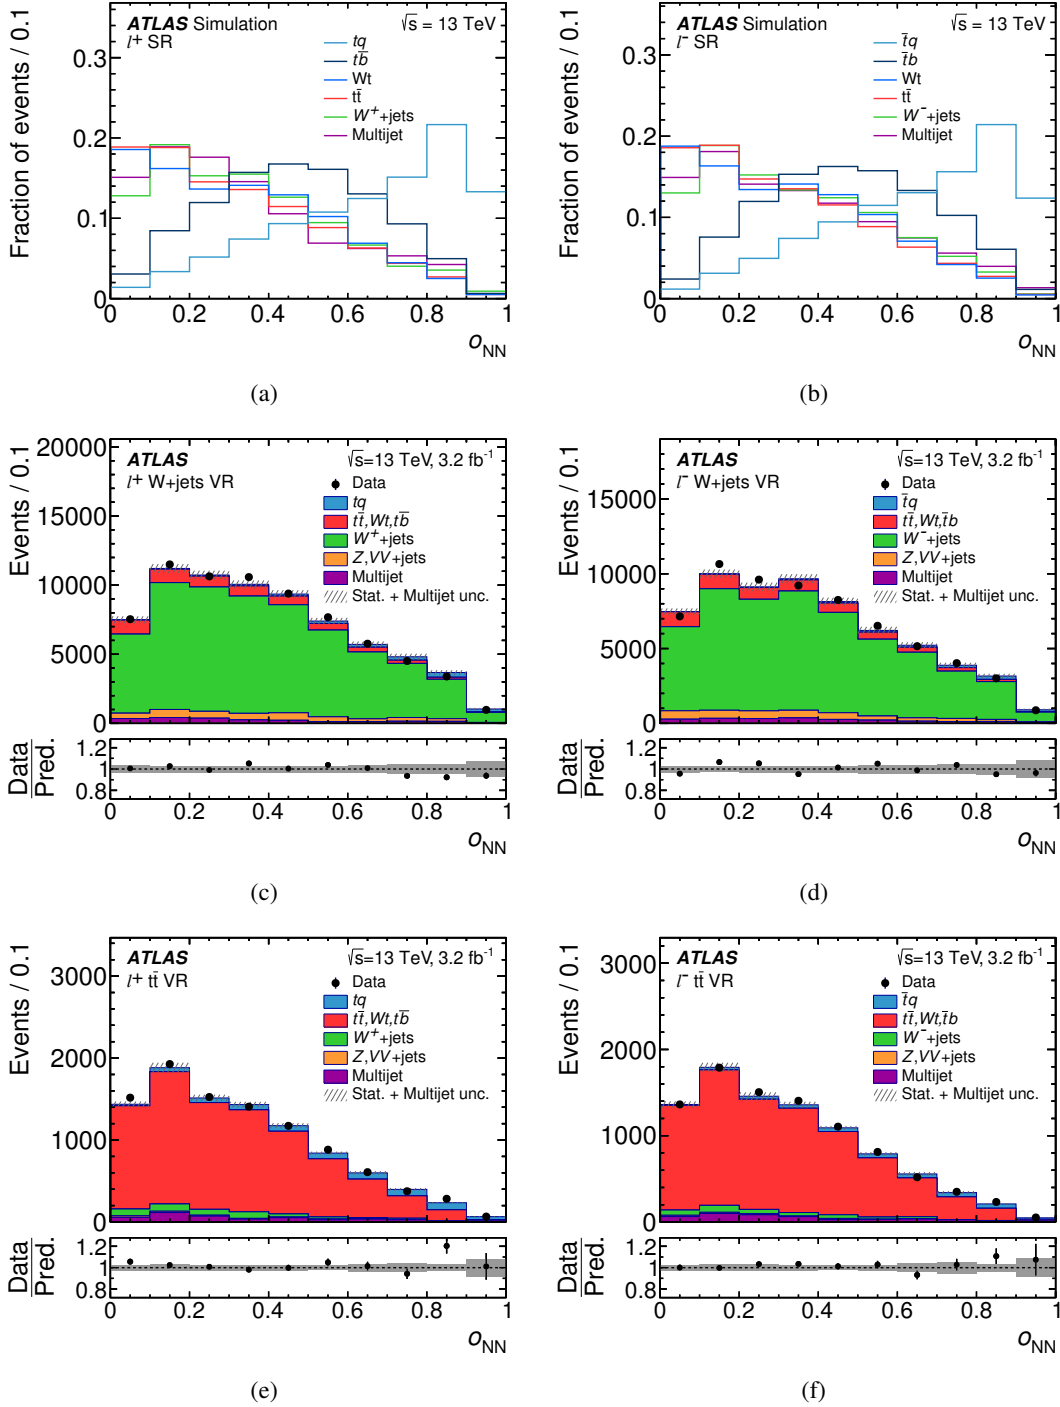 ATLAS Simulation
√s = 13 TeV
l⁺ SR
tq
tb̄
Wt
tt̄
W⁺+jets
Multijet
Fraction of events / 0.1
0.3
0.2
0.1
0
0 0.2 0.4 0.6 0.8 1
o_NN
(a)
ATLAS Simulation
√s = 13 TeV
l⁻ SR
t̄q
t̄b
Wt
tt̄
W⁻+jets
Multijet
Fraction of events / 0.1
0.3
0.2
0.1
0
0 0.2 0.4 0.6 0.8 1
o_NN
(b)
ATLAS
√s=13 TeV, 3.2 fb⁻¹
l⁺ W+jets VR
Data
tq
tt̄,Wt,tb̄
W⁺+jets
Z,VV+jets
Multijet
Stat. + Multijet unc.
Events / 0.1
20000
15000
10000
5000
0
Data
Pred.
1.2
1
0.8
0 0.2 0.4 0.6 0.8 1
o_NN
(c)
ATLAS
√s=13 TeV, 3.2 fb⁻¹
l⁻ W+jets VR
Data
t̄q
tt̄,Wt,t̄b
W⁻+jets
Z,VV+jets
Multijet
Stat. + Multijet unc.
Events / 0.1
15000
10000
5000
0
Data
Pred.
1.2
1
0.8
0 0.2 0.4 0.6 0.8 1
o_NN
(d)
ATLAS
√s=13 TeV, 3.2 fb⁻¹
l⁺ tt̄ VR
Data
tq
tt̄,Wt,tb̄
W⁺+jets
Z,VV+jets
Multijet
Stat. + Multijet unc.
Events / 0.1
3000
2000
1000
0
Data
Pred.
1.2
1
0.8
0 0.2 0.4 0.6 0.8 1
o_NN
(e)
ATLAS
√s=13 TeV, 3.2 fb⁻¹
l⁻ tt̄ VR
Data
t̄q
tt̄,Wt,t̄b
W⁻+jets
Z,VV+jets
Multijet
Stat. + Multijet unc.
Events / 0.1
3000
2000
1000
0
Data
Pred.
1.2
1
0.8
0 0.2 0.4 0.6 0.8 1
o_NN
(f)